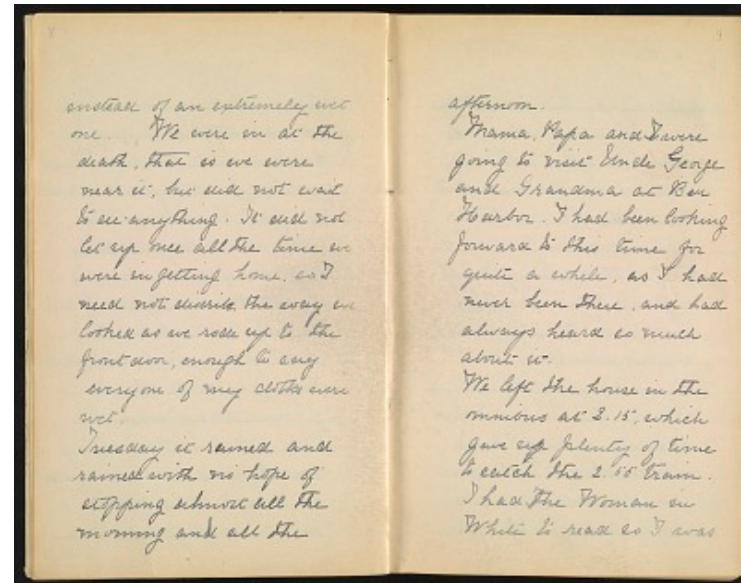 8
instead of an extremely wet
one. We were in at the
death, that is we were
near it, but did not wait
to see anything. It did not
let up once all the time we
were in getting home, so I
need not describe the way we
looked as we rode up to the
front door, enough to say
everyone of my clothes were
wet.
Tuesday it rained and
rained with no hope of
stopping almost all the
morning and all the
9
afternoon.
Mama, Papa and I were
going to visit Uncle George
and Grandma at Bar
Harbor. I had been looking
forward to this time for
quite a while, as I had
never been there, and had
always heard so much
about it.
We left the house in the
omnibus at 2.15, which
gave us plenty of time
to catch the 2.55 train.
I had the Woman in
White to read so I was